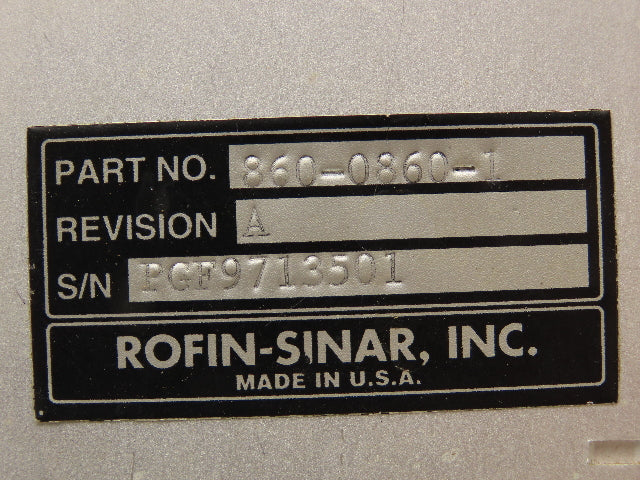 PART NO. 860-0860-1
REVISION A
S/N PGF9713501
ROFIN-SINAR, INC.
MADE IN U.S.A.